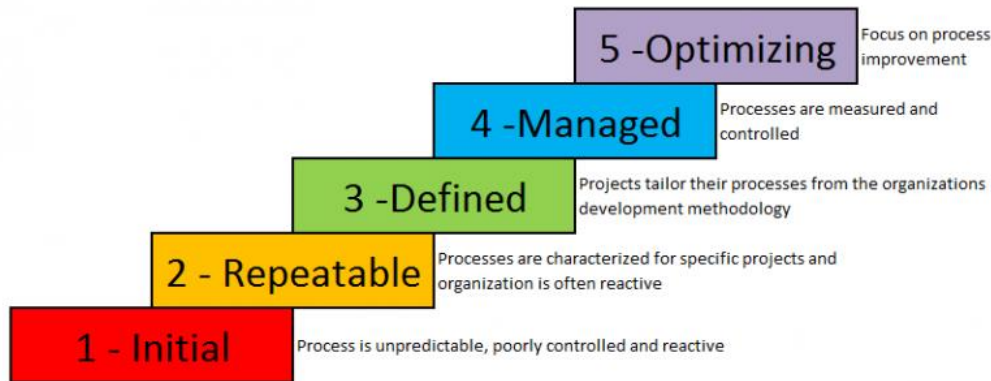 5 -Optimizing
Focus on process
improvement
4 -Managed
Processes are measured and
controlled
3 -Defined
Projects tailor their processes from the organizations
development methodology
2 - Repeatable
Processes are characterized for specific projects and
organization is often reactive
1 - Initial
Process is unpredictable, poorly controlled and reactive